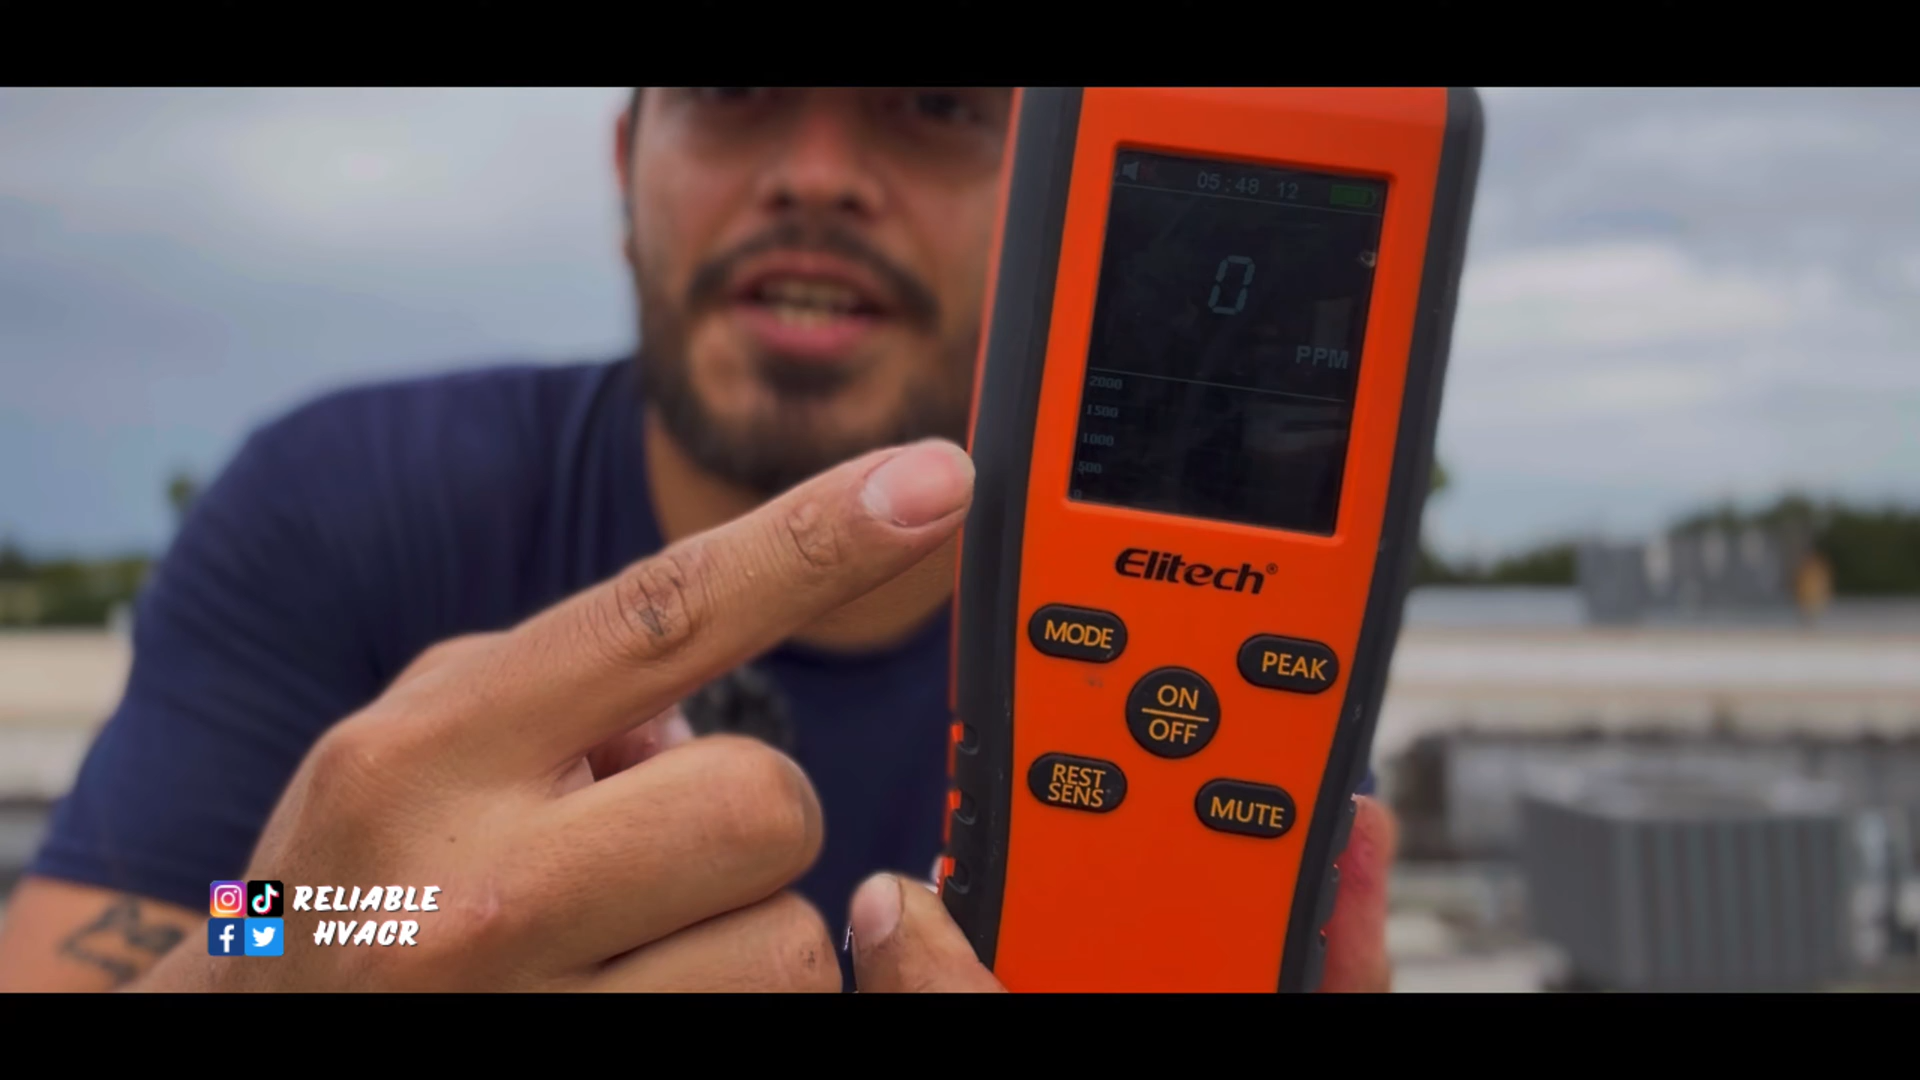 05:48 12
0
PPM
2000
1500
1000
500
0
Elitech®
MODE
PEAK
ON
OFF
REST
SENS
MUTE
RELIABLE
HVACR